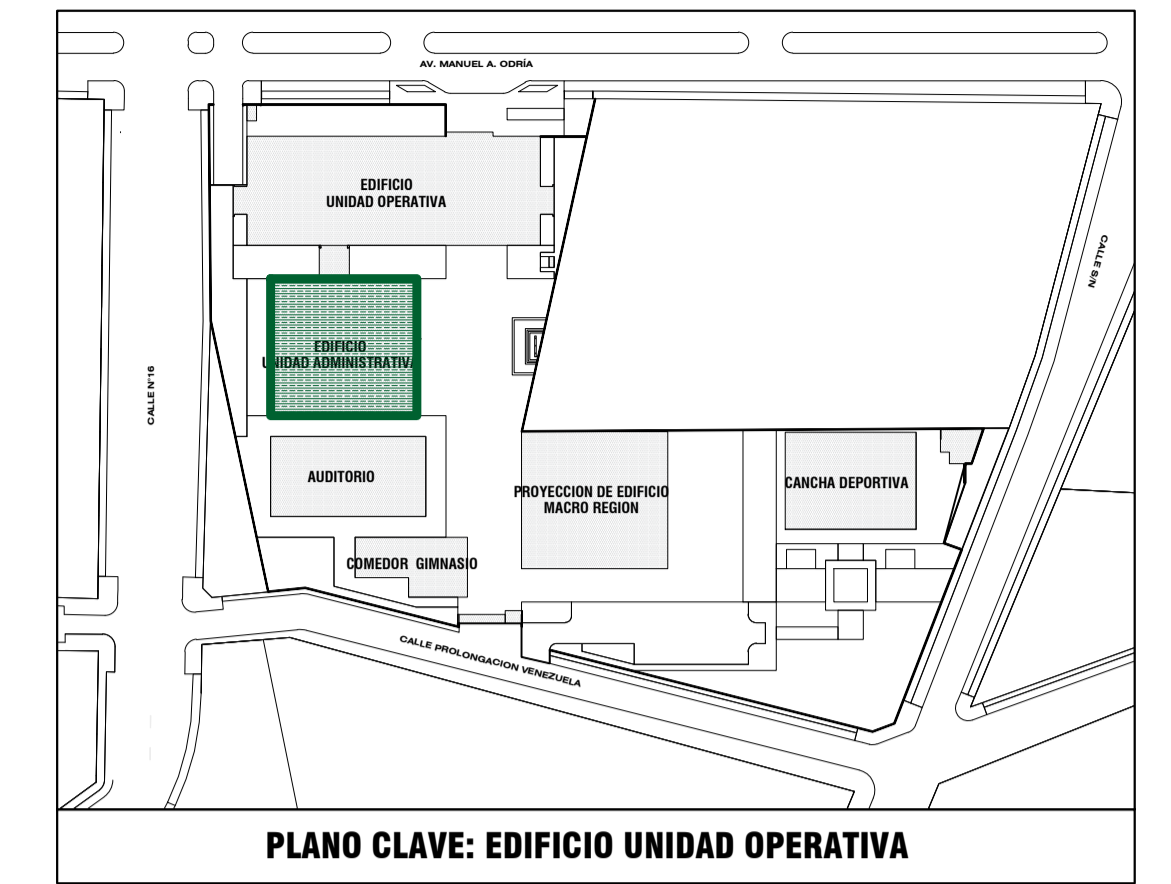 AV. MANUEL A. ODRÍA
EDIFICIO
UNIDAD OPERATIVA
CALLE S/N
EDIFICIO
UNIDAD ADMINISTRATIVA
CALLE N°16
AUDITORIO
PROYECCION DE EDIFICIO
MACRO REGION
CANCHA DEPORTIVA
COMEDOR GIMNASIO
CALLE PROLONGACION VENEZUELA
PLANO CLAVE: EDIFICIO UNIDAD OPERATIVA